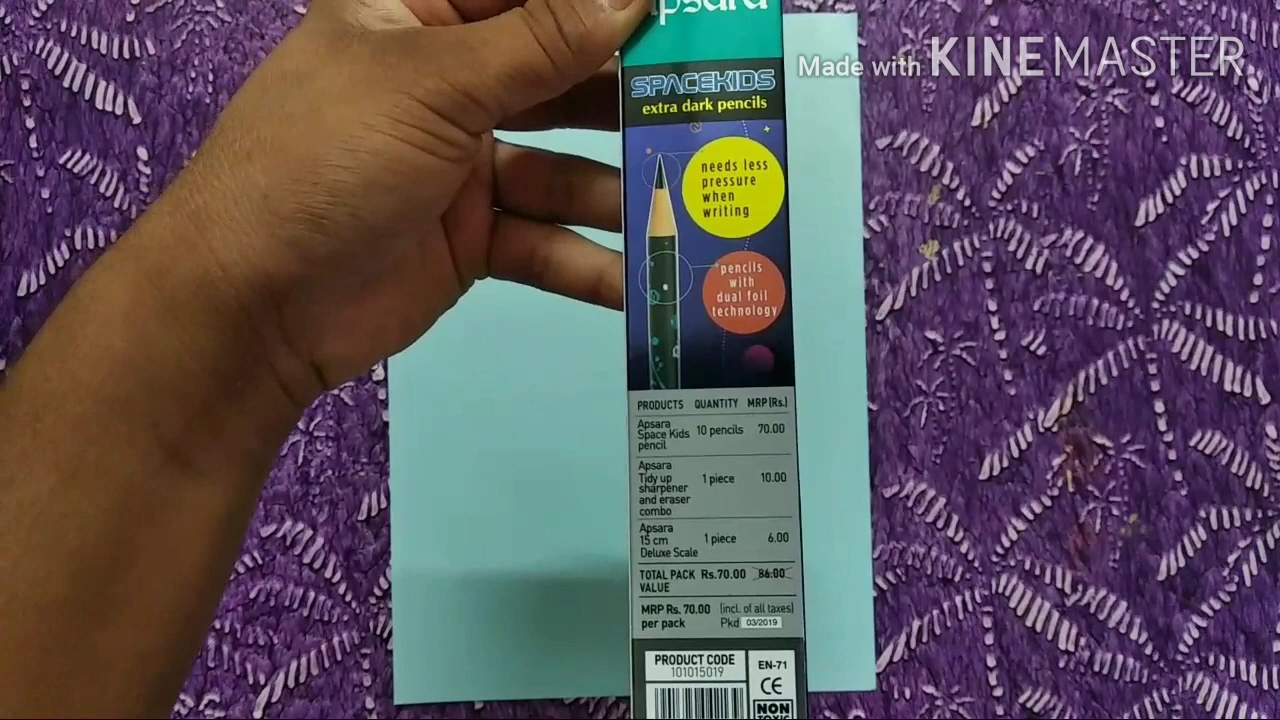 apsara
Made with KINEMASTER
SPACEKIDS
extra dark pencils
needs less
pressure
when
writing
pencils
with
dual foil
technology
PRODUCTS QUANTITY MRP (Rs.)
Apsara
Space Kids 10 pencils 70.00
pencil
Apsara
Tidy up 1 piece 10.00
sharpener
and eraser
combo
Apsara
15 cm 1 piece 6.00
Deluxe Scale
TOTAL PACK Rs.70.00 86.00
VALUE
MRP Rs. 70.00 (incl. of all taxes)
per pack Pkd 03/2019
PRODUCT CODE
101015019
EN-71
CE
NON
TOXIC